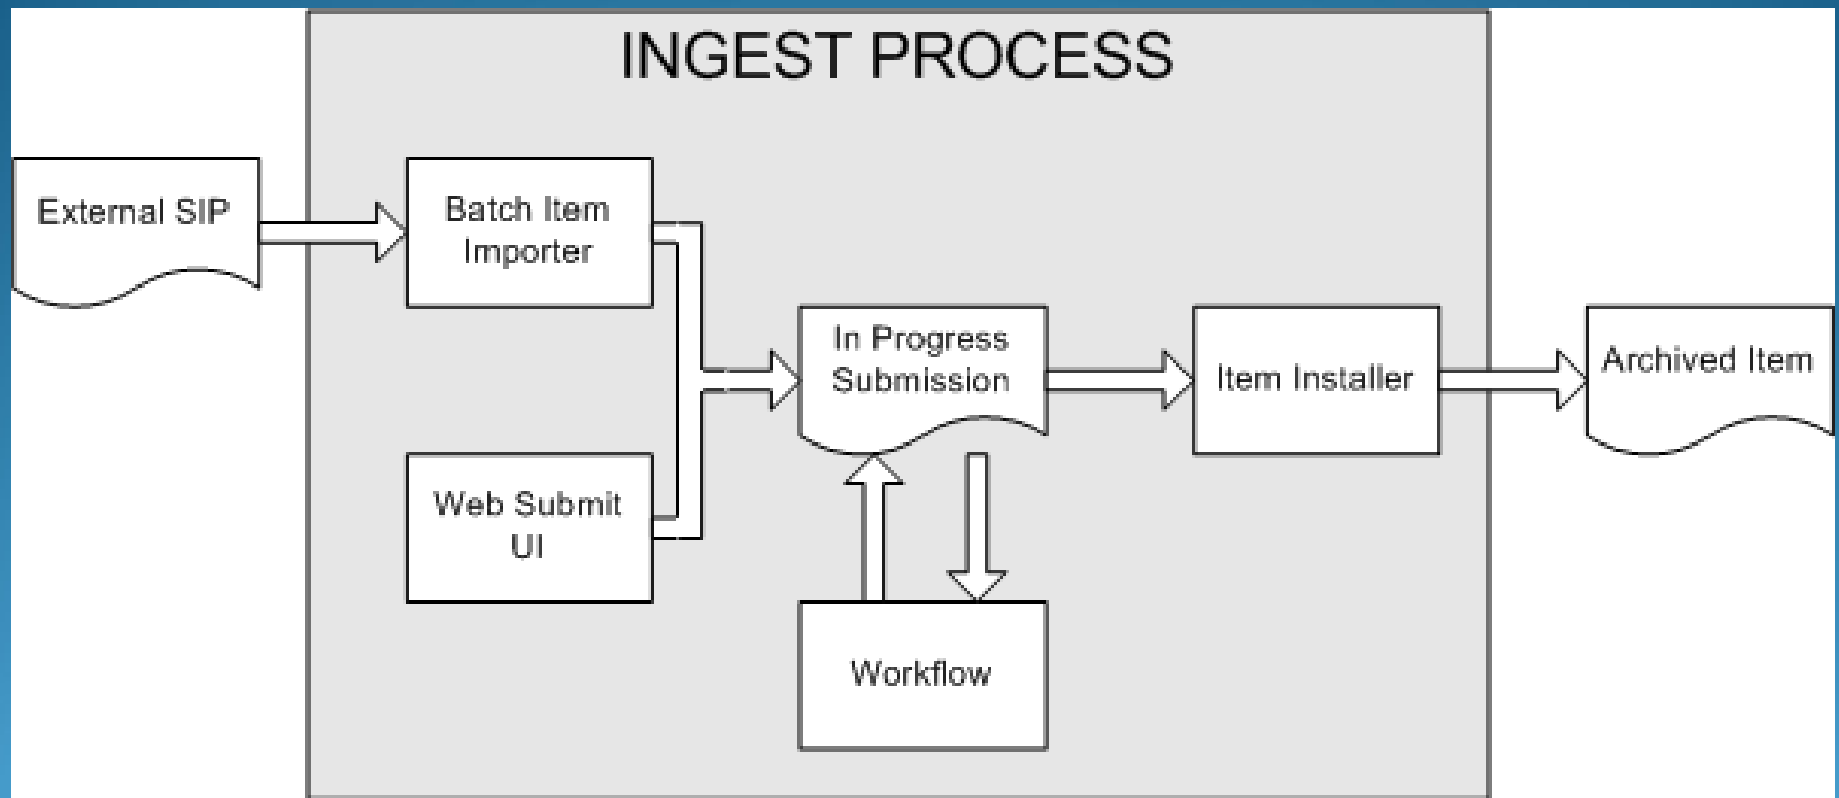 INGEST PROCESS
External SIP
Batch Item
Importer
In Progress
Submission
Item Installer
Archived Item
Web Submit
UI
Workflow